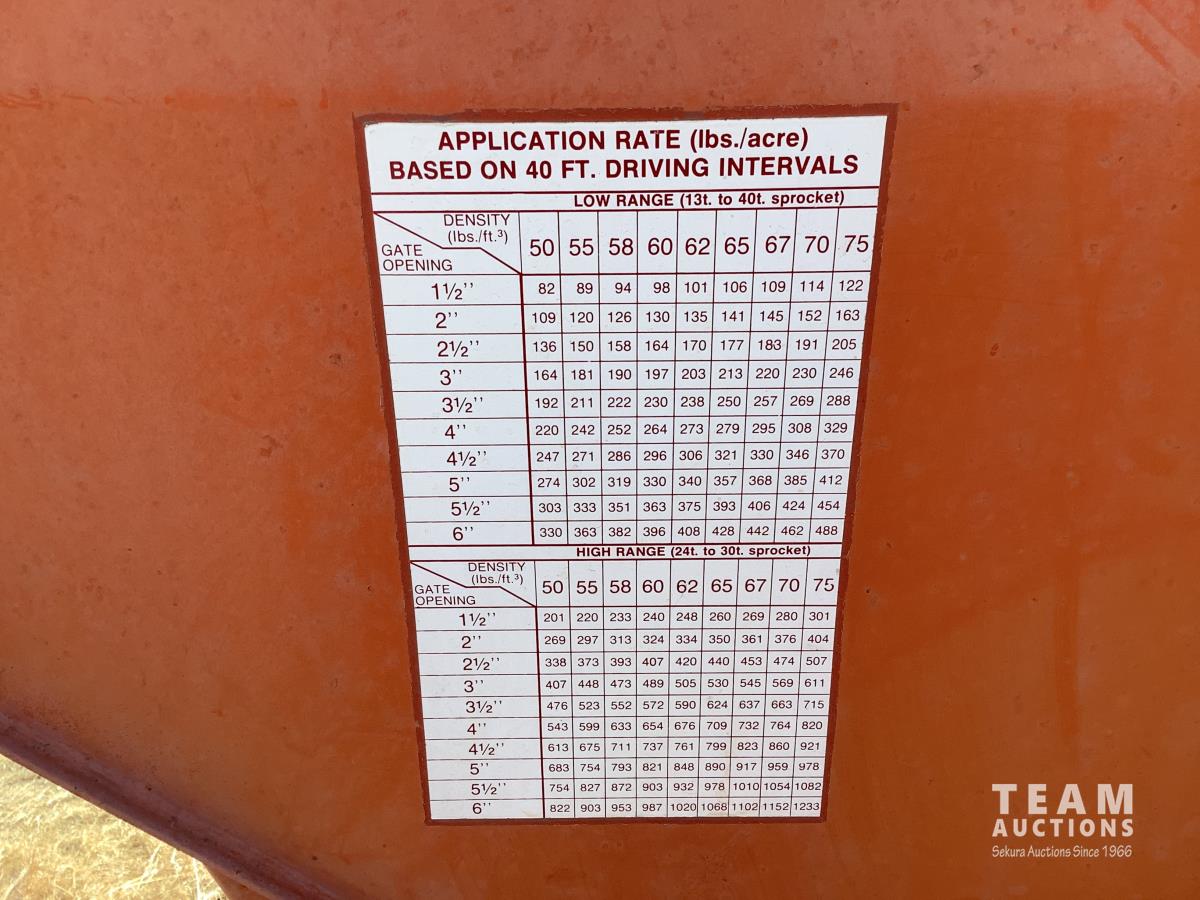 APPLICATION RATE (lbs./acre)
BASED ON 40 FT. DRIVING INTERVALS
LOW RANGE (13t. to 40t. sprocket)
DENSITY
(lbs./ft.³)
GATE
OPENING
50 55 58 60 62 65 67 70 75
1½'' 82 89 94 98 101 106 109 114 122
2'' 109 120 126 130 135 141 145 152 163
2½'' 136 150 158 164 170 177 183 191 205
3'' 164 181 190 197 203 213 220 230 246
3½'' 192 211 222 230 238 250 257 269 288
4'' 220 242 252 264 273 279 295 308 329
4½'' 247 271 286 296 306 321 330 346 370
5'' 274 302 319 330 340 357 368 385 412
5½'' 303 333 351 363 375 393 406 424 454
6'' 330 363 382 396 408 428 442 462 488
HIGH RANGE (24t. to 30t. sprocket)
DENSITY
(lbs./ft.³)
GATE
OPENING
50 55 58 60 62 65 67 70 75
1½'' 201 220 233 240 248 260 269 280 301
2'' 269 297 313 324 334 350 361 376 404
2½'' 338 373 393 407 420 440 453 474 507
3'' 407 448 473 489 505 530 545 569 611
3½'' 476 523 552 572 590 624 637 663 715
4'' 543 599 633 654 676 709 732 764 820
4½'' 613 675 711 737 761 799 823 860 921
5'' 683 754 793 821 848 890 917 959 978
5½'' 754 827 872 903 932 978 1010 1054 1082
6'' 822 903 953 987 1020 1068 1102 1152 1233
TEAM
AUCTIONS
Sekura Auctions Since 1966